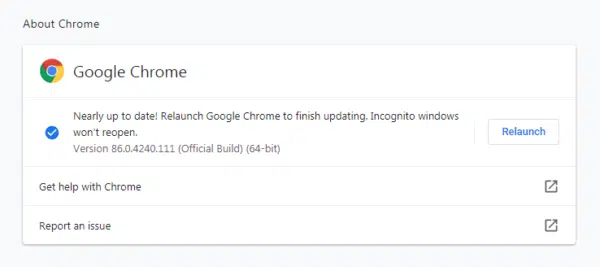 About Chrome
Google Chrome
Nearly up to date! Relaunch Google Chrome to finish updating. Incognito windows
won't reopen.
Version 86.0.4240.111 (Official Build) (64-bit)
Relaunch
Get help with Chrome
Report an issue